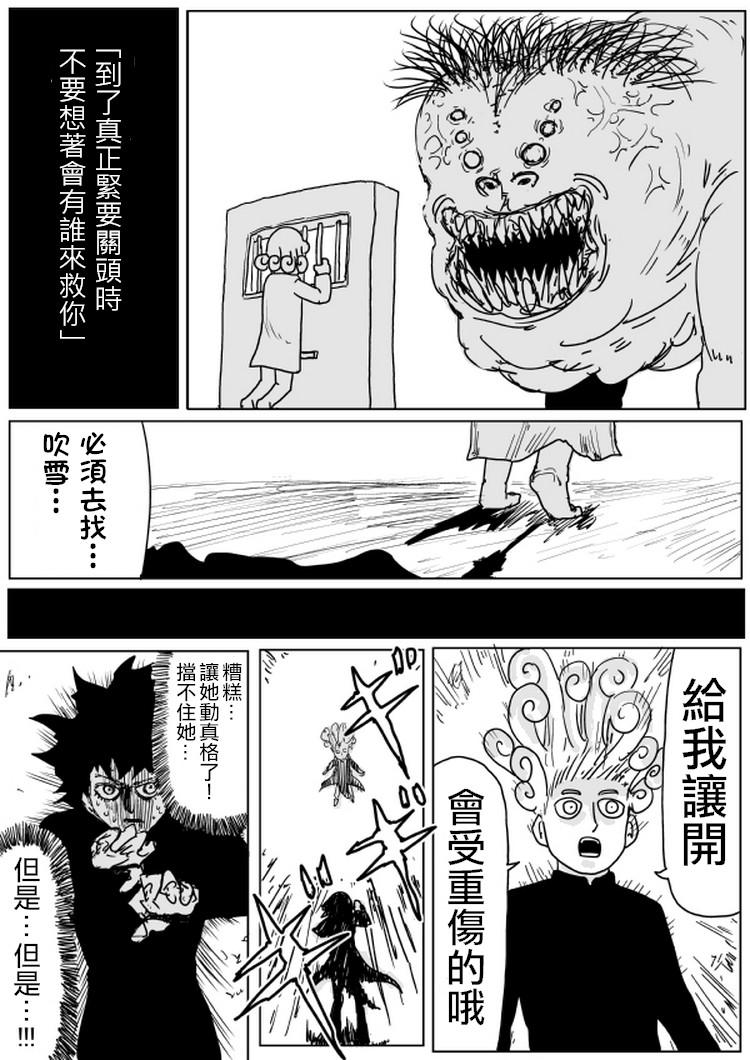 「到了真正緊要關頭時
不要想著會有誰來救你」
必須去找…
吹雪…
給我讓開
會受重傷的哦
糟糕…
讓她動真格了！
擋不住她…
但是…但是…!!!